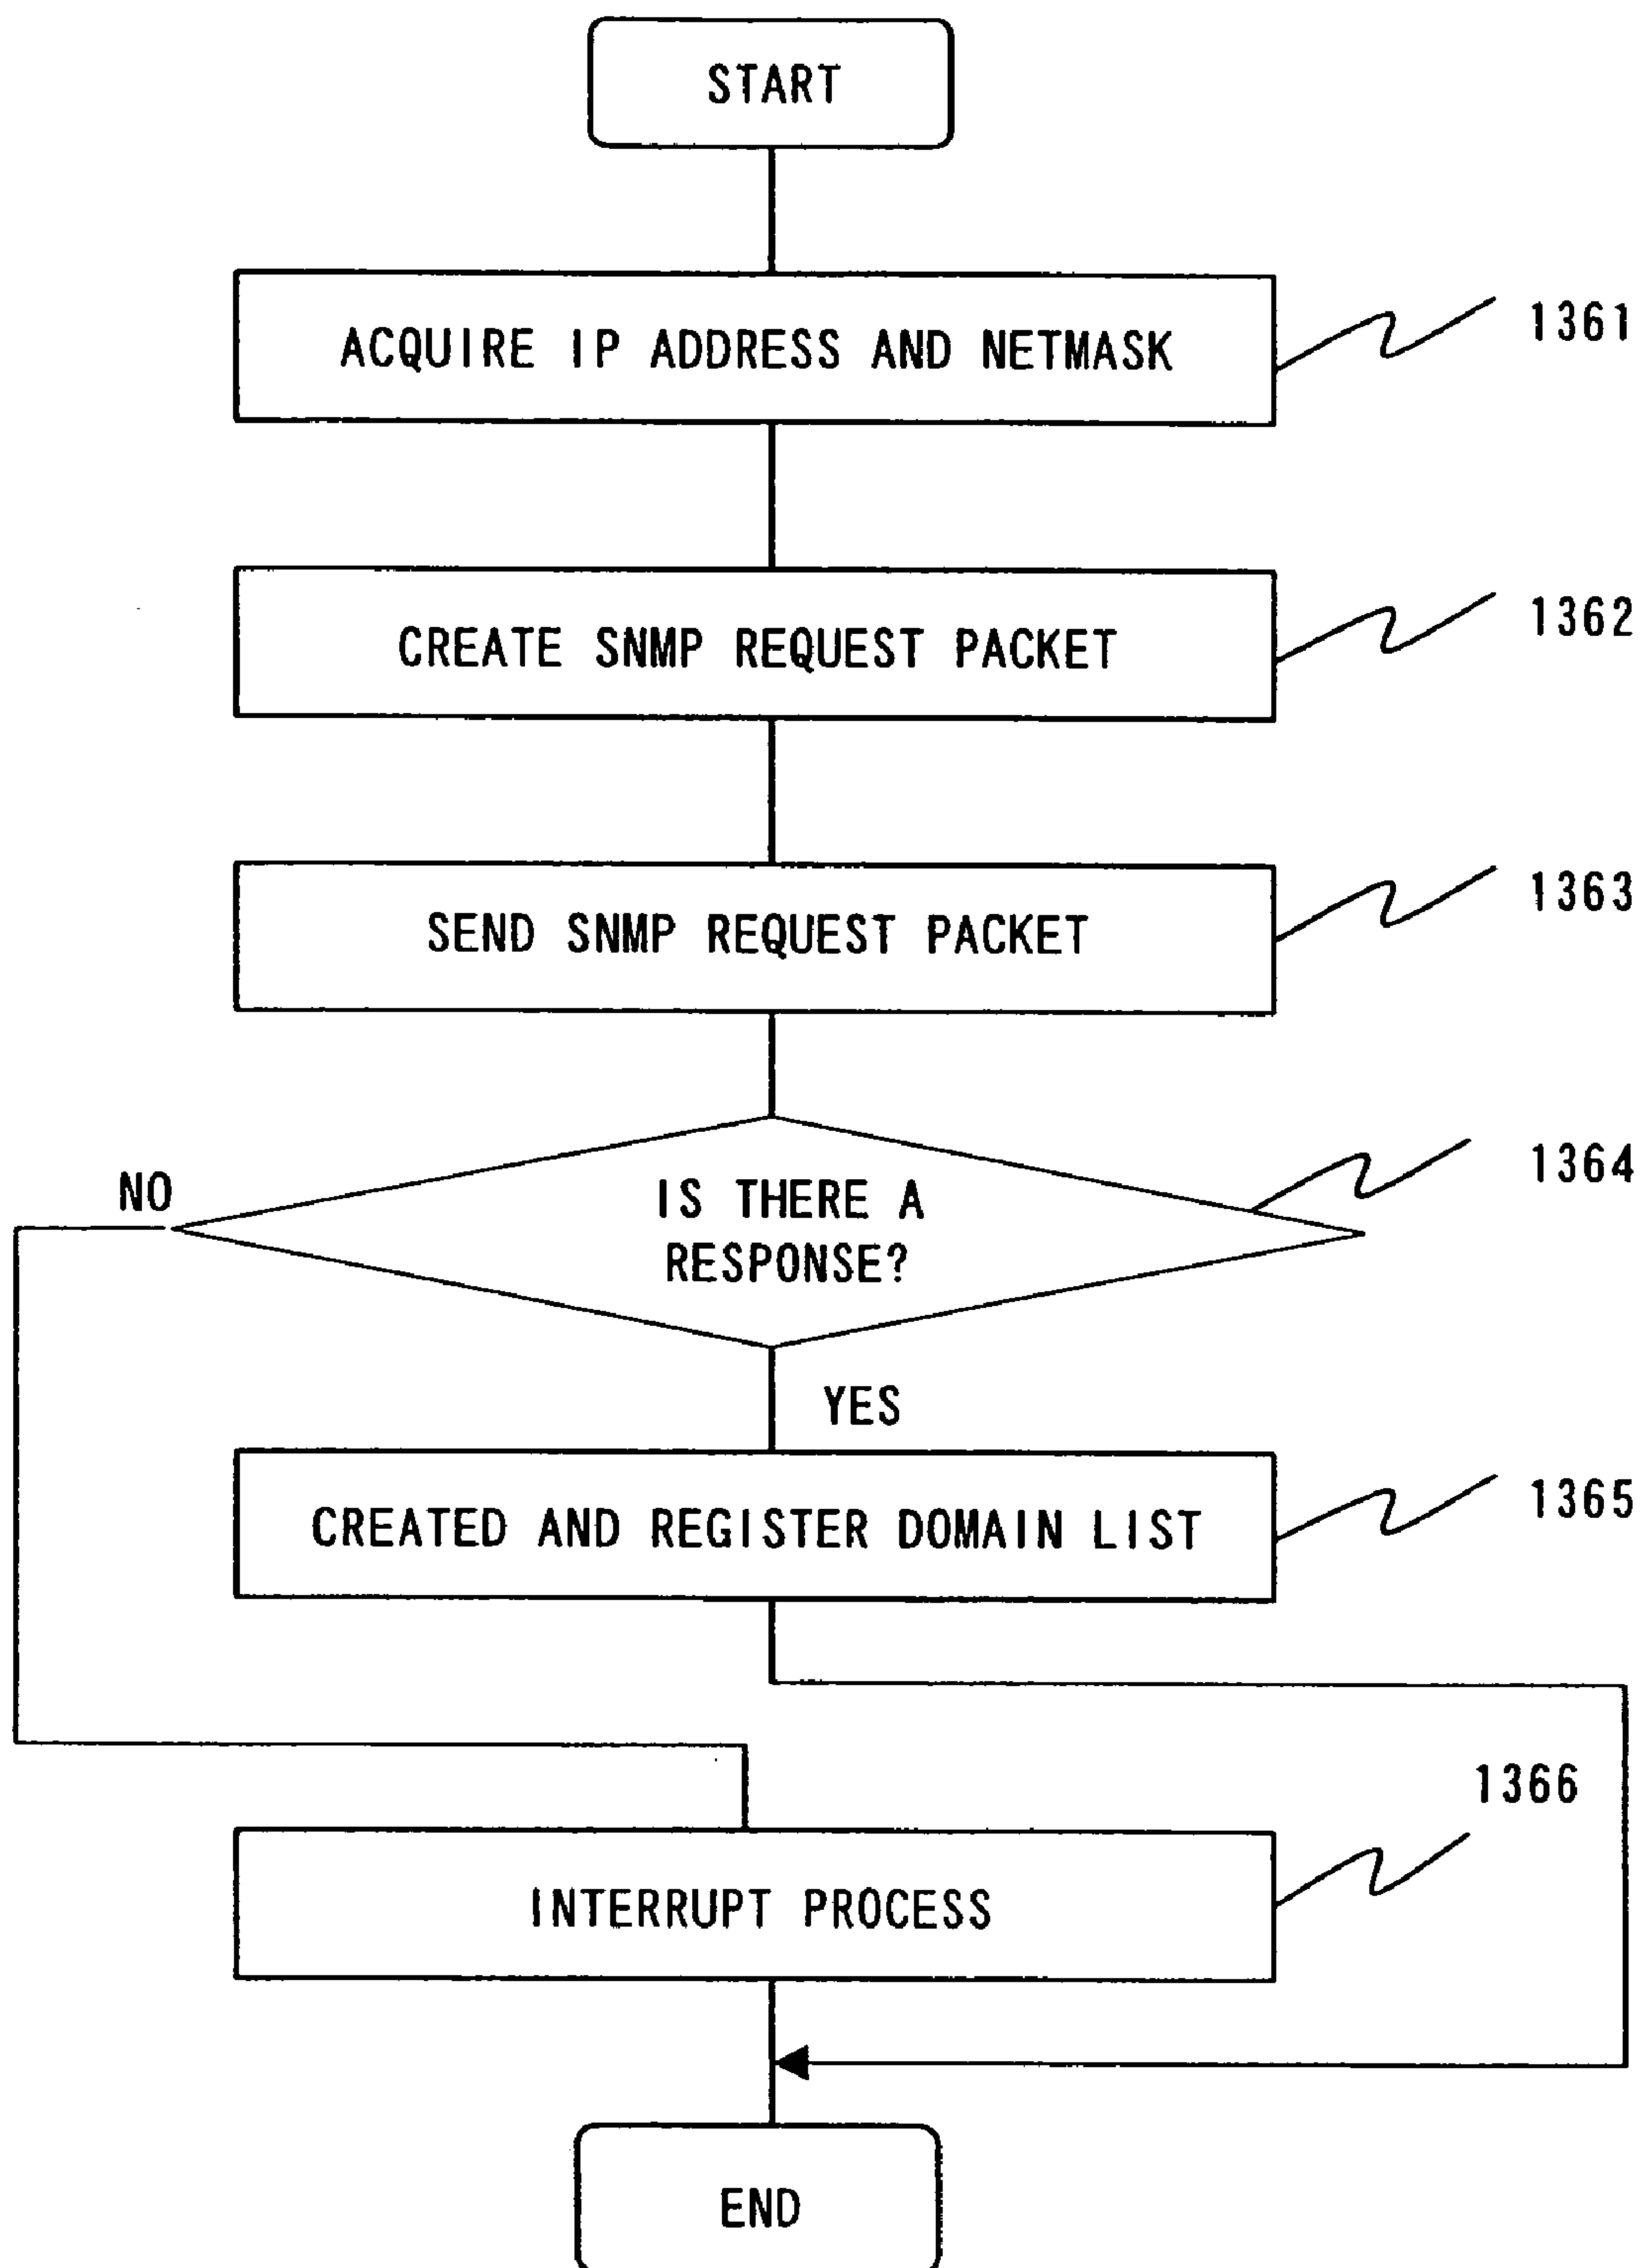 START
ACQUIRE IP ADDRESS AND NETMASK
1361
CREATE SNMP REQUEST PACKET
1362
SEND SNMP REQUEST PACKET
1363
NO
IS THERE A
RESPONSE?
1364
YES
CREATED AND REGISTER DOMAIN LIST
1365
1366
INTERRUPT PROCESS
END